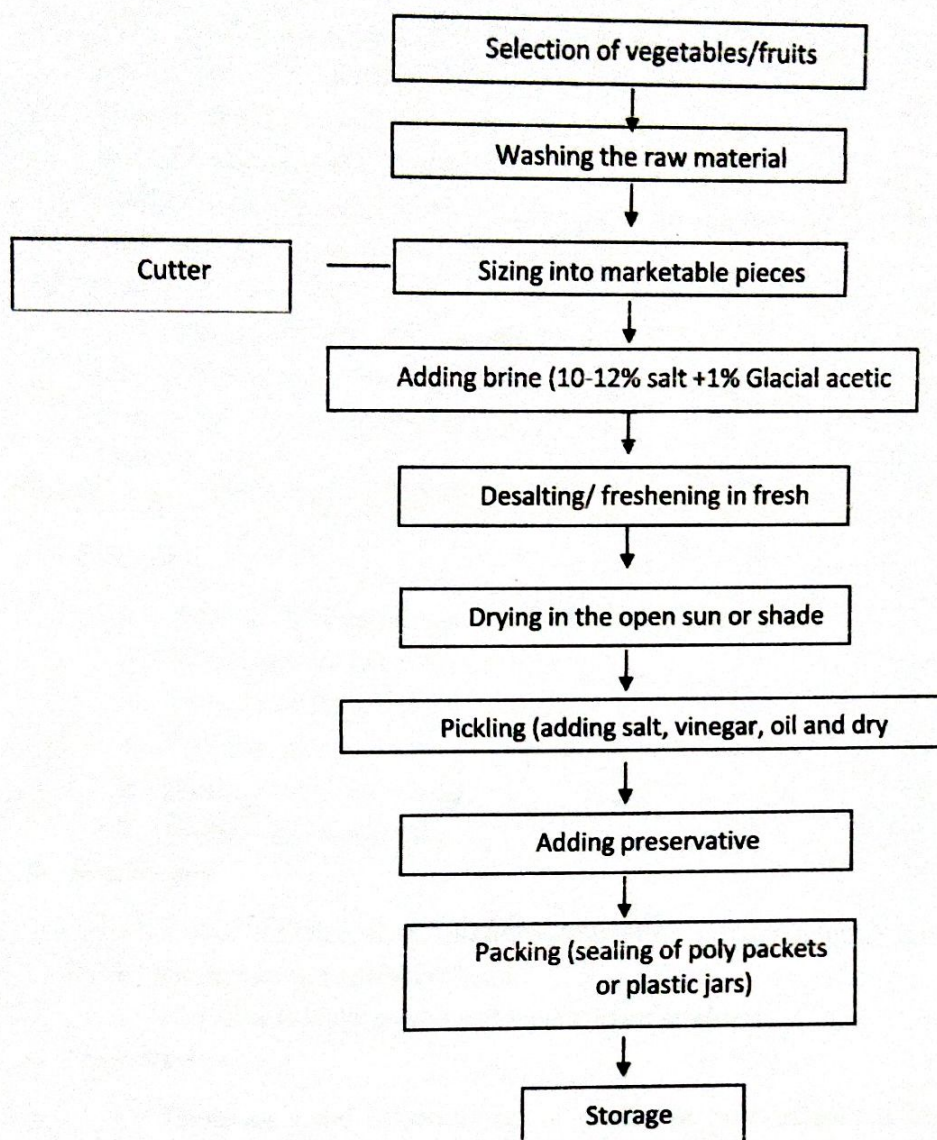 Selection of vegetables/fruits
Washing the raw material
Cutter
Sizing into marketable pieces
Adding brine (10-12% salt +1% Glacial acetic
Desalting/ freshening in fresh
Drying in the open sun or shade
Pickling (adding salt, vinegar, oil and dry
Adding preservative
Packing (sealing of poly packets
or plastic jars)
Storage